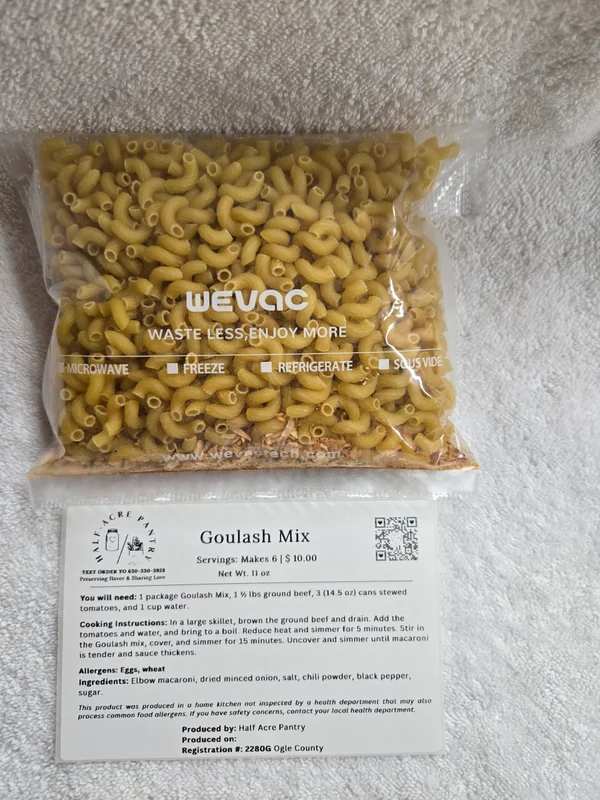 WEVAC
WASTE LESS,ENJOY MORE
MICROWAVE FREEZE REFRIGERATE SOUS VIDE
www.wevactech.com
HALF-ACRE PANTRY
TEXT ORDER TO 630-330-3928
Preserving flavor & Sharing Love
Goulash Mix
Servings: Makes 6 | $ 10.00
Net Wt. 11 oz
You will need: 1 package Goulash Mix, 1 ½ lbs ground beef, 3 (14.5 oz) cans stewed
tomatoes, and 1 cup water.
Cooking Instructions: In a large skillet, brown the ground beef and drain. Add the
tomatoes and water, and bring to a boil. Reduce heat and simmer for 5 minutes. Stir in
the Goulash mix, cover, and simmer for 15 minutes. Uncover and simmer until macaroni
is tender and sauce thickens.
Allergens: Eggs, wheat
Ingredients: Elbow macaroni, dried minced onion, salt, chili powder, black pepper,
sugar.
This product was produced in a home kitchen not inspected by a health department that may also
process common food allergens. If you have safety concerns, contact your local health department.
Produced by: Half Acre Pantry
Produced on:
Registration #: 2280G Ogle County